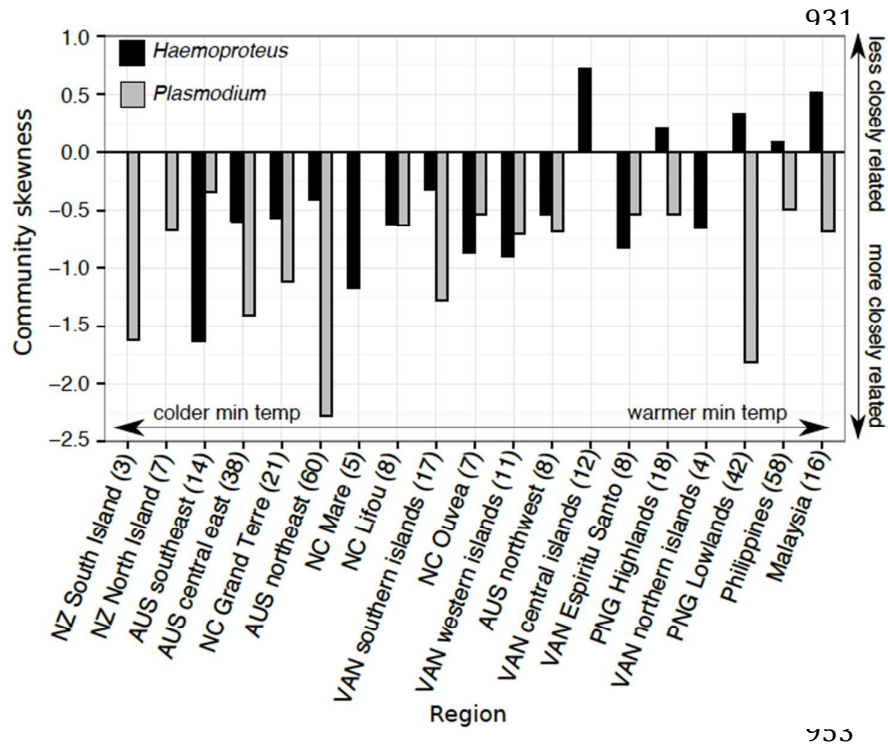 931
Haemoproteus
Plasmodium
Community skewness
1.0
0.5
0.0
−0.5
−1.0
−1.5
−2.0
−2.5
less closely related
more closely related
colder min temp
warmer min temp
NZ South Island (3)
NZ North Island (7)
AUS southeast (14)
AUS central east (38)
NC Grand Terre (21)
AUS northeast (60)
NC Mare (5)
NC Lifou (8)
VAN southern islands (17)
NC Ouvea (7)
VAN western islands (11)
AUS northwest (8)
VAN central islands (12)
VAN Espiritu Santo (8)
PNG Highlands (18)
VAN northern islands (4)
PNG Lowlands (42)
Philippines (58)
Malaysia (16)
Region
953